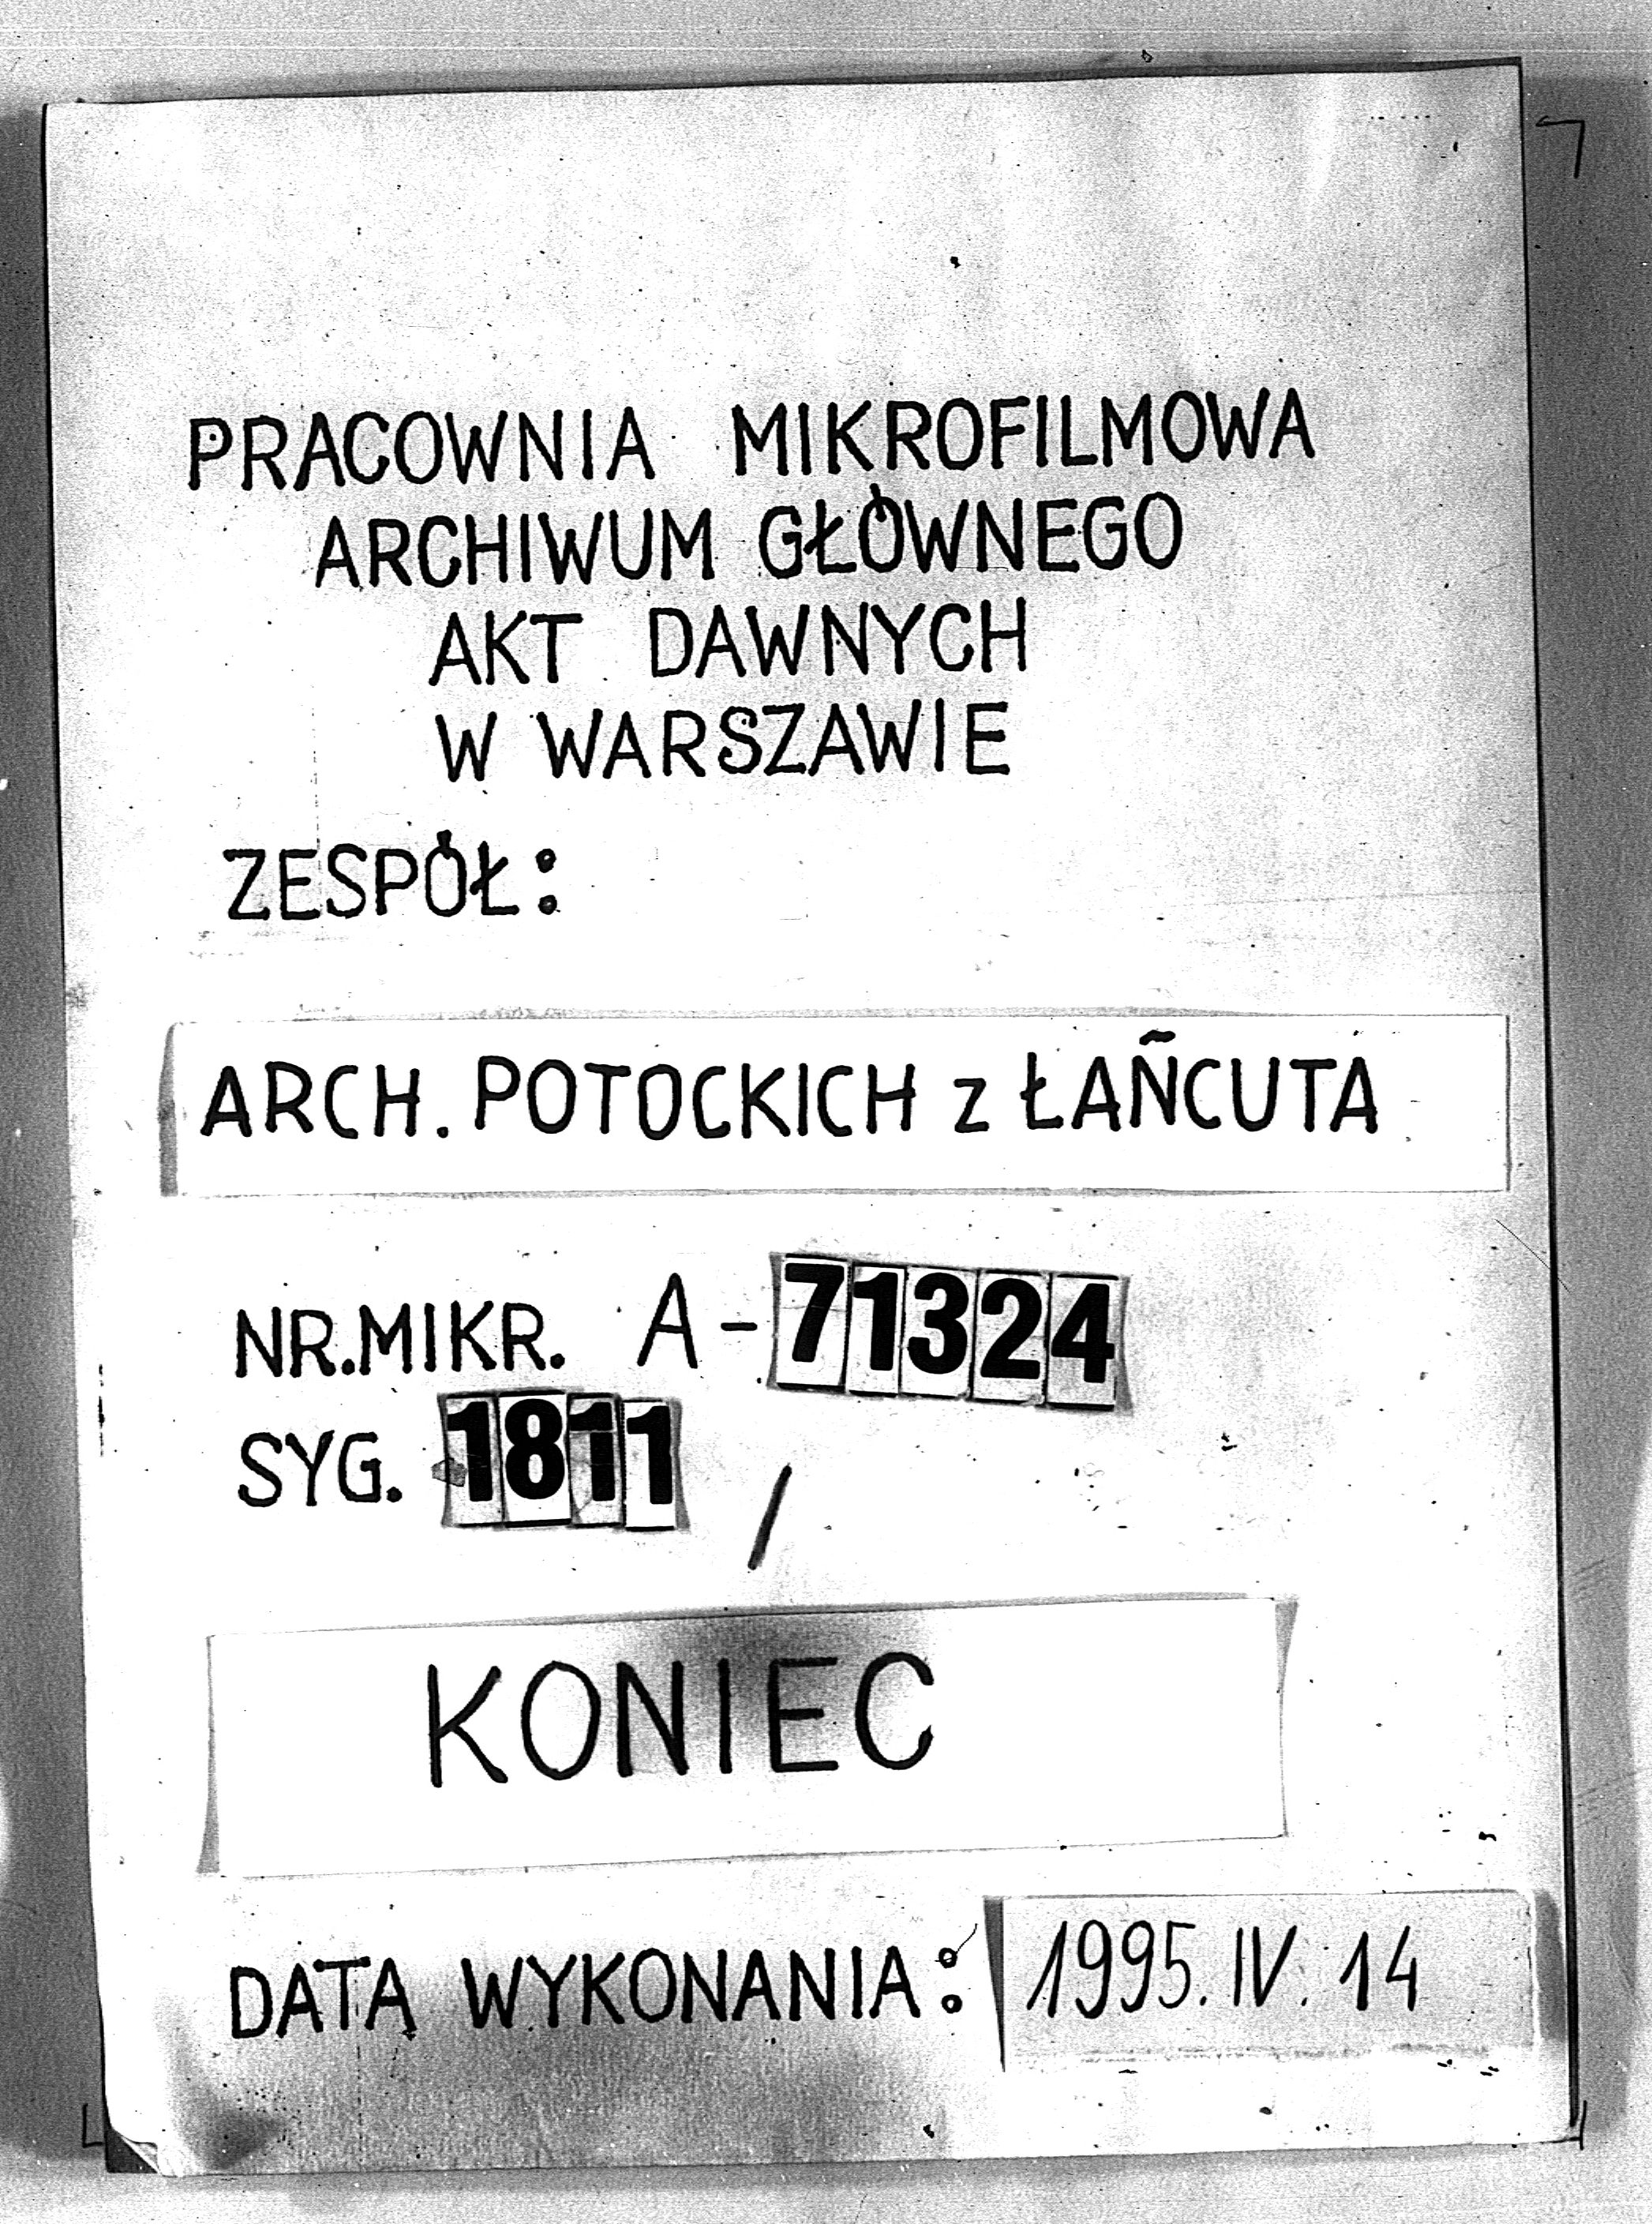 PRACOWNIA MIKROFILMOWA
ARCHIWUM GŁÓWNEGO
AKT DAWNYCH
W WARSZAWIE
ZESPÓŁ:
ARCH. POTOCKICH z ŁAŃCUTA
NR.MIKR. A-71324
SYG. 1811 /
KONIEC
DATA WYKONANIA: 1995.IV.14